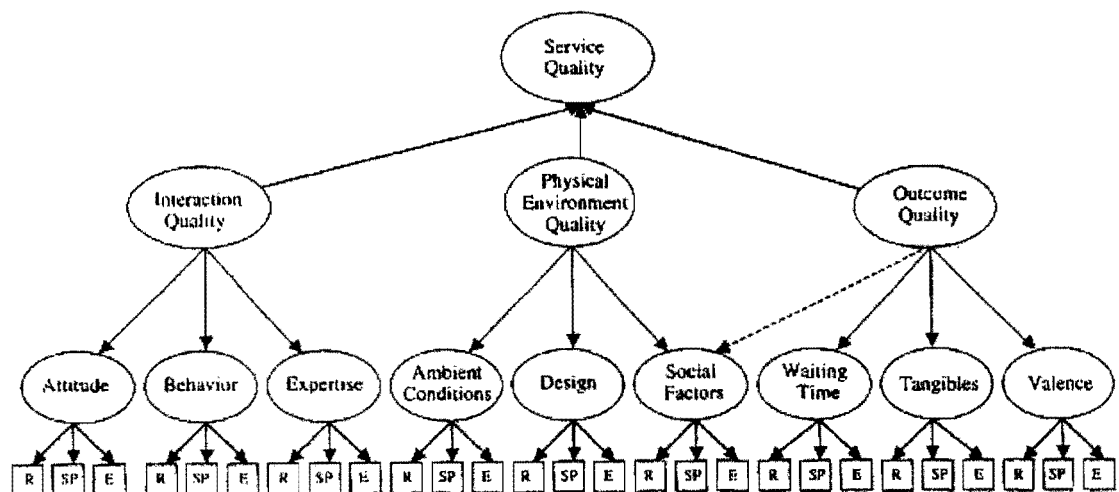 Service
Quality
Interaction
Quality
Physical
Environment
Quality
Outcome
Quality
Attitude
Behavior
Expertise
Ambient
Conditions
Design
Social
Factors
Waiting
Time
Tangibles
Valence
R SP E R SP E R SP E R SP E R SP E R SP E R SP E R SP E R SP E